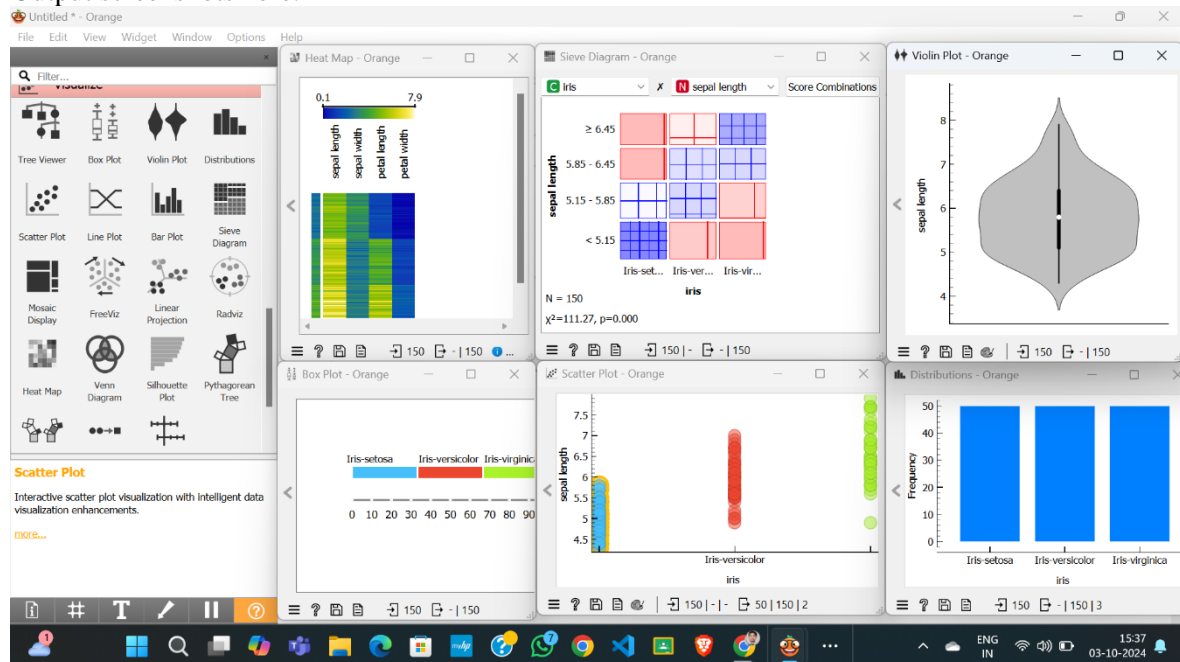 Untitled * - Orange
File Edit View Widget Window Options Help
Filter...
Tree Viewer Box Plot Violin Plot Distributions
Scatter Plot Line Plot Bar Plot Sieve Diagram
Mosaic Display FreeViz Linear Projection Radviz
Heat Map Venn Diagram Silhouette Plot Pythagorean Tree
Scatter Plot
Interactive scatter plot visualization with intelligent data
visualization enhancements.
more...
Heat Map - Orange
0.1 7.9
sepal length
sepal width
petal length
petal width
150 - | 150 ...
Sieve Diagram - Orange
C iris ✗ N sepal length Score Combinations
sepal length
≥ 6.45
5.85 - 6.45
5.15 - 5.85
< 5.15
Iris-set... Iris-ver... Iris-vir...
iris
N = 150
χ²=111.27, p=0.000
150 | - - | 150
Violin Plot - Orange
sepal length
8
7
6
5
4
150 - | 150
Box Plot - Orange
Iris-setosa Iris-versicolor Iris-virginica
0 10 20 30 40 50 60 70 80 90
150 - | 150
Scatter Plot - Orange
sepal length
7.5
7
6.5
6
5.5
5
4.5
Iris-versicolor
iris
150 | - | - 50 | 150 | 2
Distributions - Orange
Frequency
50
40
30
20
10
0
Iris-setosa Iris-versicolor Iris-virginica
iris
150 - | 150 | 3
1
myhp
7
ENG
IN
15:37
03-10-2024